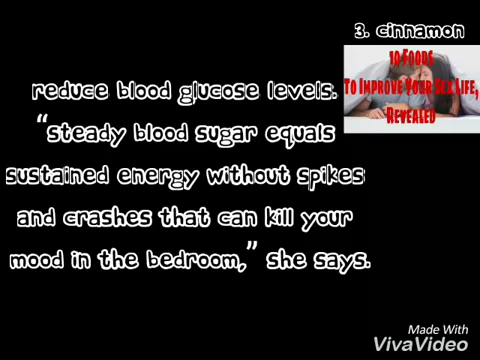 3. cinnamon
10 Foods
To Improve Your Sex Life,
Revealed
reduce blood glucose levels.
"steady blood sugar equals
sustained energy without spikes
and crashes that can kill your
mood in the bedroom," she says.
Made With
VivaVideo